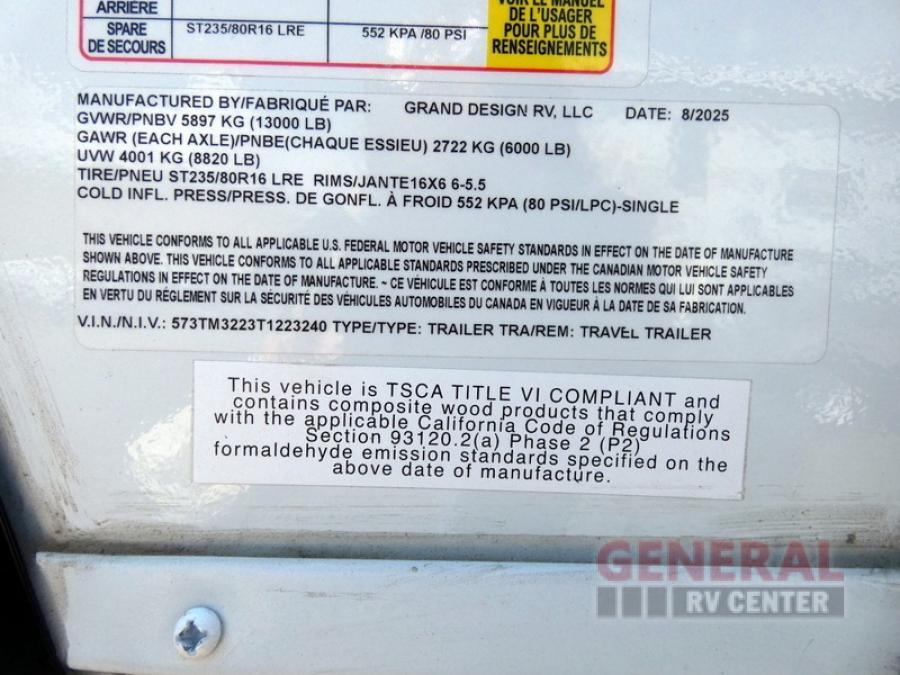 ARRIÈRE
SPARE
DE SECOURS
ST235/80R16 LRE
552 KPA /80 PSI
VOIR LE MANUEL
DE L'USAGER
POUR PLUS DE
RENSEIGNEMENTS
MANUFACTURED BY/FABRIQUÉ PAR: GRAND DESIGN RV, LLC DATE: 8/2025
GVWR/PNBV 5897 KG (13000 LB)
GAWR (EACH AXLE)/PNBE(CHAQUE ESSIEU) 2722 KG (6000 LB)
UVW 4001 KG (8820 LB)
TIRE/PNEU ST235/80R16 LRE RIMS/JANTE16X6 6-5.5
COLD INFL. PRESS/PRESS. DE GONFL. À FROID 552 KPA (80 PSI/LPC)-SINGLE
THIS VEHICLE CONFORMS TO ALL APPLICABLE U.S. FEDERAL MOTOR VEHICLE SAFETY STANDARDS IN EFFECT ON THE DATE OF MANUFACTURE
SHOWN ABOVE. THIS VEHICLE CONFORMS TO ALL APPLICABLE STANDARDS PRESCRIBED UNDER THE CANADIAN MOTOR VEHICLE SAFETY
REGULATIONS IN EFFECT ON THE DATE OF MANUFACTURE. ~ CE VÉHICULE EST CONFORME À TOUTES LES NORMES QUI LUI SONT APPLICABLES
EN VERTU DU RÉGLEMENT SUR LA SÉCURITÉ DES VÉHICULES AUTOMOBILES DU CANADA EN VIGUEUR À LA DATE DE SA FABRICATION.
V.I.N./N.I.V.: 573TM3223T1223240 TYPE/TYPE: TRAILER TRA/REM: TRAVEL TRAILER
This vehicle is TSCA TITLE VI COMPLIANT and
contains composite wood products that comply
with the applicable California Code of Regulations
Section 93120.2(a) Phase 2 (P2)
formaldehyde emission standards specified on the
above date of manufacture.
GENERAL
RV CENTER